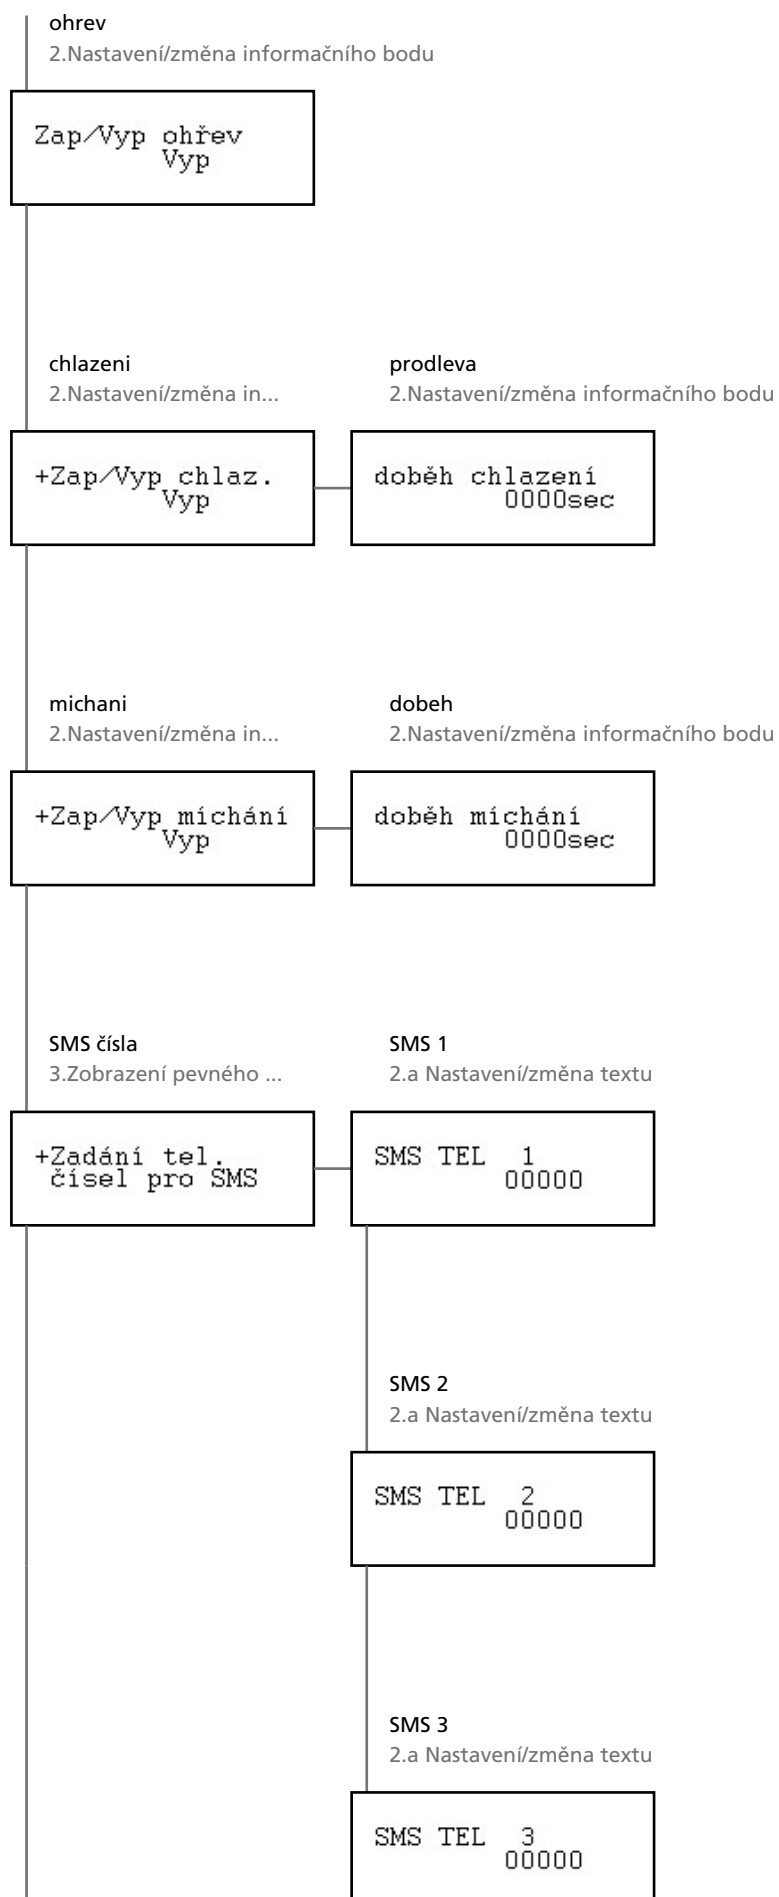 ohrev
2.Nastavení/změna informačního bodu
Zap/Vyp ohřev
Vyp
chlazeni
2.Nastavení/změna in...
+Zap/Vyp chlaz.
Vyp
prodleva
2.Nastavení/změna informačního bodu
doběh chlazení
0000sec
michani
2.Nastavení/změna in...
+Zap/Vyp míchání
Vyp
dobeh
2.Nastavení/změna informačního bodu
doběh míchání
0000sec
SMS čísla
3.Zobrazení pevného ...
+Zadání tel.
čísel pro SMS
SMS 1
2.a Nastavení/změna textu
SMS TEL 1
00000
SMS 2
2.a Nastavení/změna textu
SMS TEL 2
00000
SMS 3
2.a Nastavení/změna textu
SMS TEL 3
00000